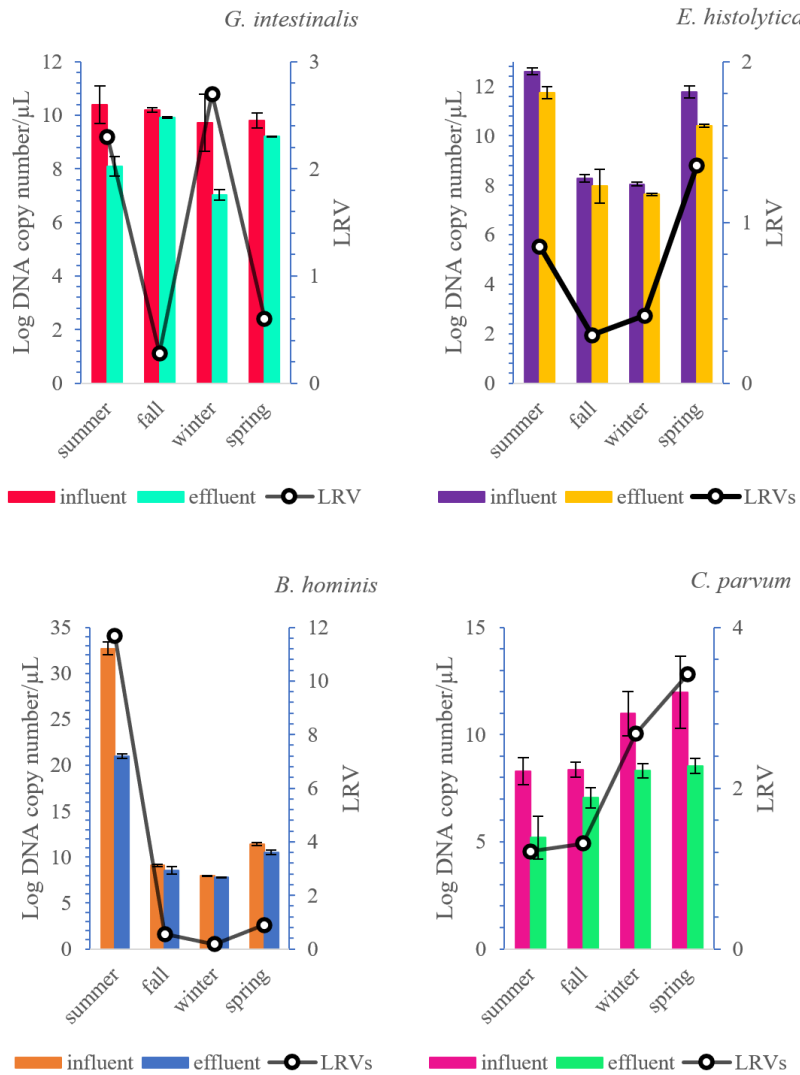 G. intestinalis
Log DNA copy number/µL
12
10
8
6
4
2
0
3
2
1
0
LRV
summer
fall
winter
spring
influent
effluent
LRV
E. histolytica
Log DNA copy number/µL
12
10
8
6
4
2
0
2
1
0
LRV
summer
fall
winter
spring
influent
effluent
LRVs
B. hominis
Log DNA copy number/µL
35
30
25
20
15
10
5
0
12
10
8
6
4
2
0
LRV
summer
fall
winter
spring
influent
effluent
LRVs
C. parvum
Log DNA copy number/µL
15
10
5
0
4
2
0
LRV
summer
fall
winter
spring
influent
effluent
LRVs